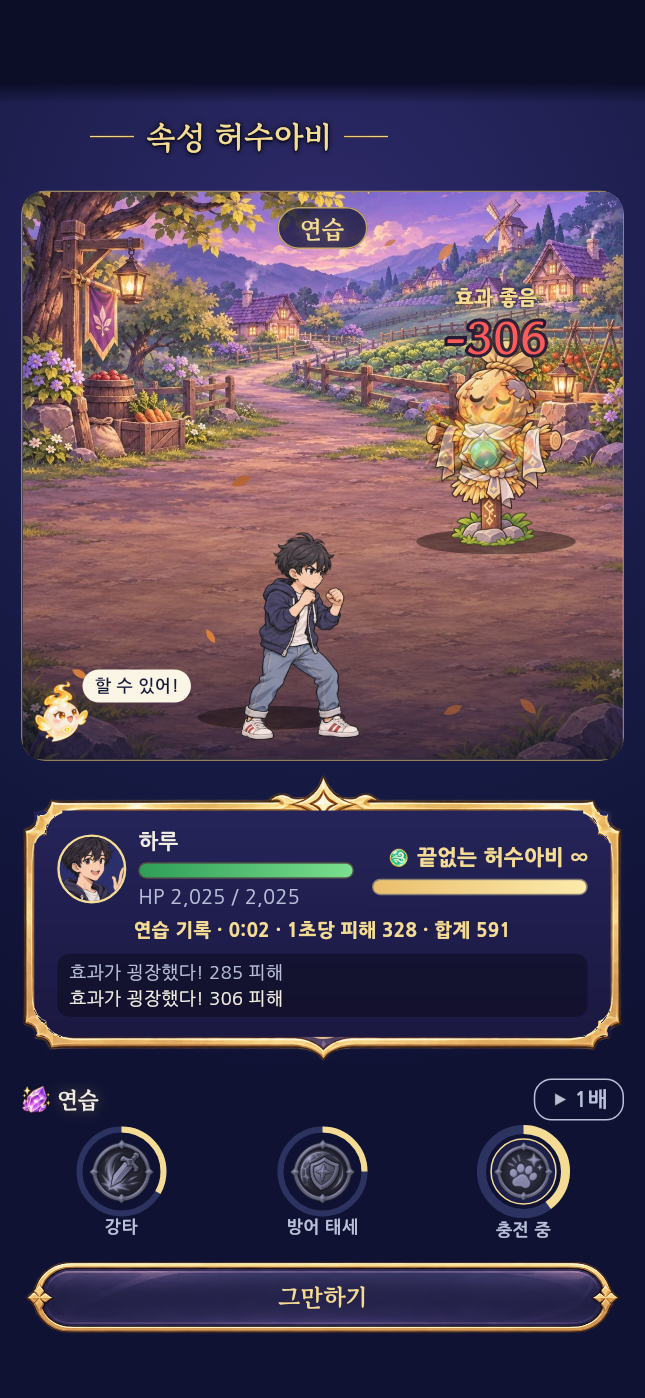 속성 허수아비
연습
효과 좋음
-306
할 수 있어!
하루
HP 2,025 / 2,025
끝없는 허수아비 ∞
연습 기록 · 0:02 · 1초당 피해 328 · 합계 591
효과가 굉장했다! 285 피해
효과가 굉장했다! 306 피해
연습
▶ 1배
강타
방어 태세
충전 중
그만하기